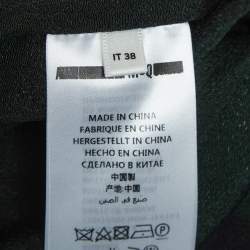 IT 38
MADE IN CHINA
FABRIQUE EN CHINE
HERGESTELLT IN CHINA
HECHO EN CHINA
СДЕЛАНО В КИТАЕ
中国製
产地: 中国
صنع في الصين